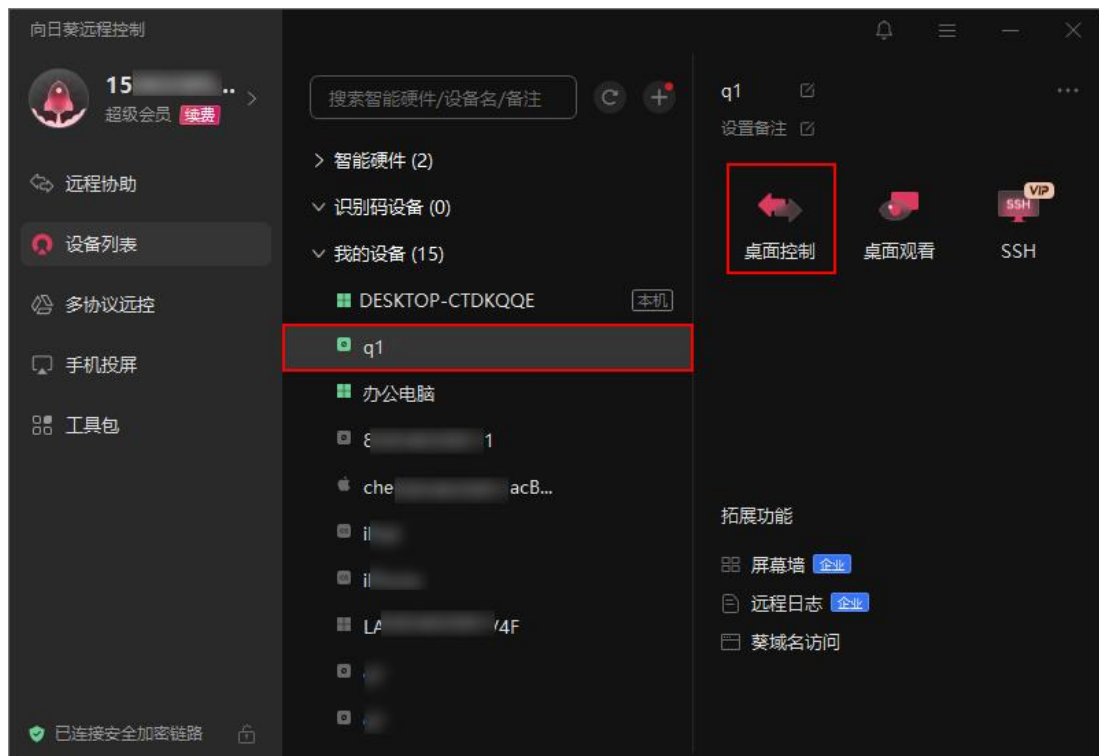 向日葵远程控制
15 ..
超级会员 续费
远程协助
设备列表
多协议远控
手机投屏
工具包
已连接安全加密链路
搜索智能硬件/设备名/备注
智能硬件 (2)
识别码设备 (0)
我的设备 (15)
DESKTOP-CTDKQQE 本机
q1
办公电脑
8 1
che acB...
LA V4F
q1
设置备注
桌面控制
桌面观看
VIP
SSH
SSH
拓展功能
屏幕墙 企业
远程日志 企业
葵域名访问